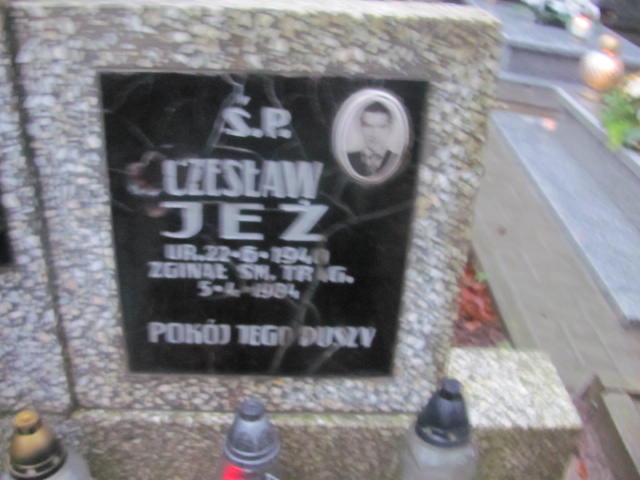 Ś.P.
CZESŁAW
JEŻ
UR. 22-6-1940
ZGINĄŁ ŚM. TRAG.
5-4-1984
POKÓJ JEGO DUSZY